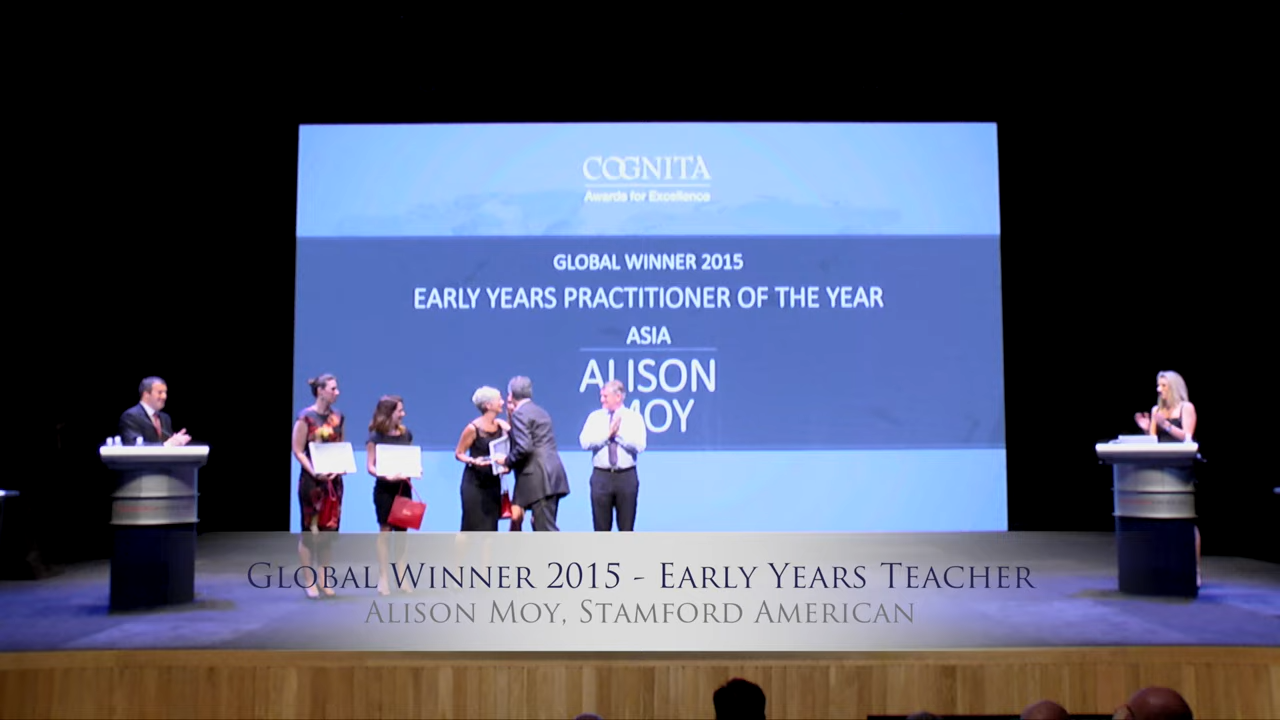 COGNITA
Awards for Excellence
GLOBAL WINNER 2015
EARLY YEARS PRACTITIONER OF THE YEAR
ASIA
ALISON
MOY
GLOBAL WINNER 2015 - EARLY YEARS TEACHER
ALISON MOY, STAMFORD AMERICAN